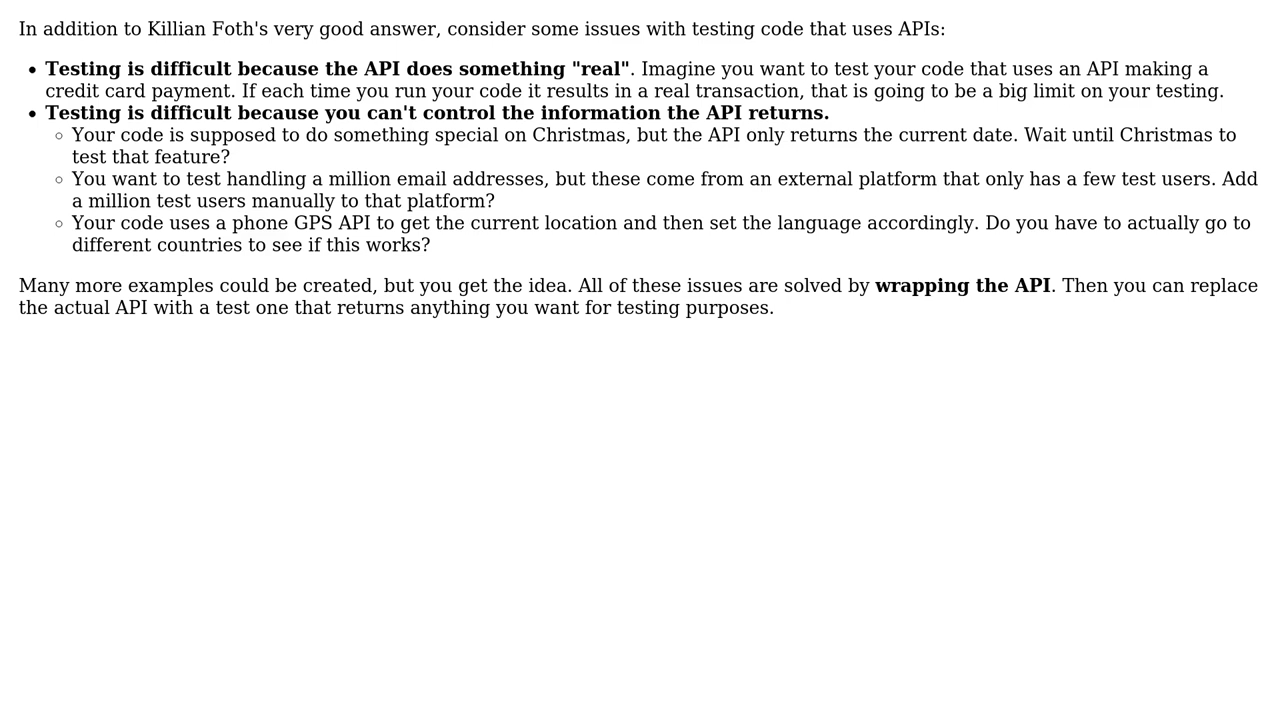 In addition to Killian Foth's very good answer, consider some issues with testing code that uses APIs:
• Testing is difficult because the API does something "real". Imagine you want to test your code that uses an API making a
credit card payment. If each time you run your code it results in a real transaction, that is going to be a big limit on your testing.
• Testing is difficult because you can't control the information the API returns.
◦ Your code is supposed to do something special on Christmas, but the API only returns the current date. Wait until Christmas to
test that feature?
◦ You want to test handling a million email addresses, but these come from an external platform that only has a few test users. Add
a million test users manually to that platform?
◦ Your code uses a phone GPS API to get the current location and then set the language accordingly. Do you have to actually go to
different countries to see if this works?
Many more examples could be created, but you get the idea. All of these issues are solved by wrapping the API. Then you can replace
the actual API with a test one that returns anything you want for testing purposes.